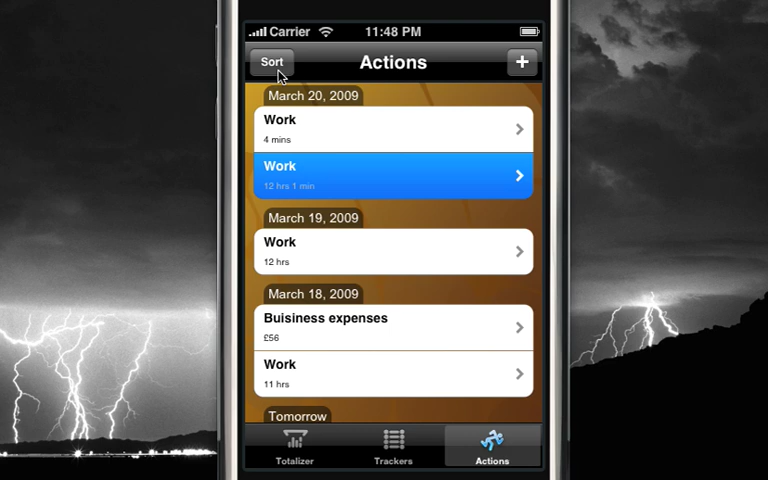 Carrier
11:48 PM
Sort
Actions
+
March 20, 2009
Work
4 mins
Work
12 hrs 1 min
March 19, 2009
Work
12 hrs
March 18, 2009
Buisiness expenses
£56
Work
11 hrs
Tomorrow
Totalizer
Trackers
Actions